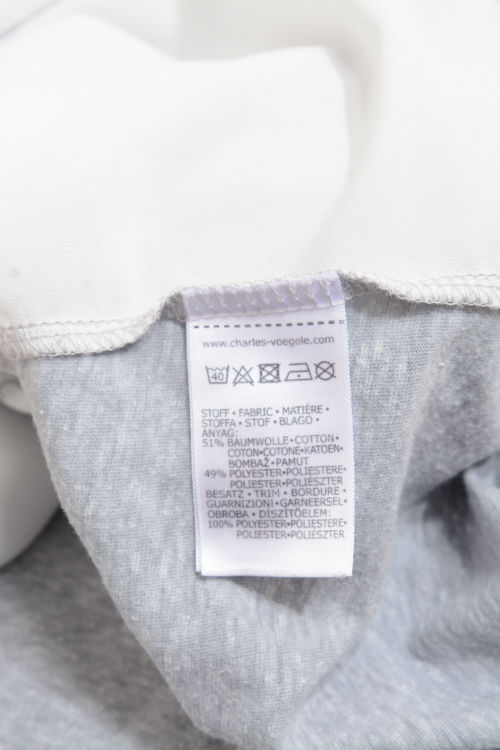 www.charles-voegele.com
40
STOFF • FABRIC • MATIÈRE •
STOFFA • STOF • BLAGO •
ANYAG:
51% BAUMWOLLE•COTTON•
COTON•COTONE•KATOEN•
BOMBAŽ•PAMUT
49% POLYESTER•POLIESTERE•
POLIESTER•POLIÉSZTER
BESATZ • TRIM • BORDURE •
GUARNIZIONI•GARNEERSEL•
OBROBA • DÍSZÍTŐELEM:
100% POLYESTER•POLIESTERE•
POLIESTER•POLIÉSZTER